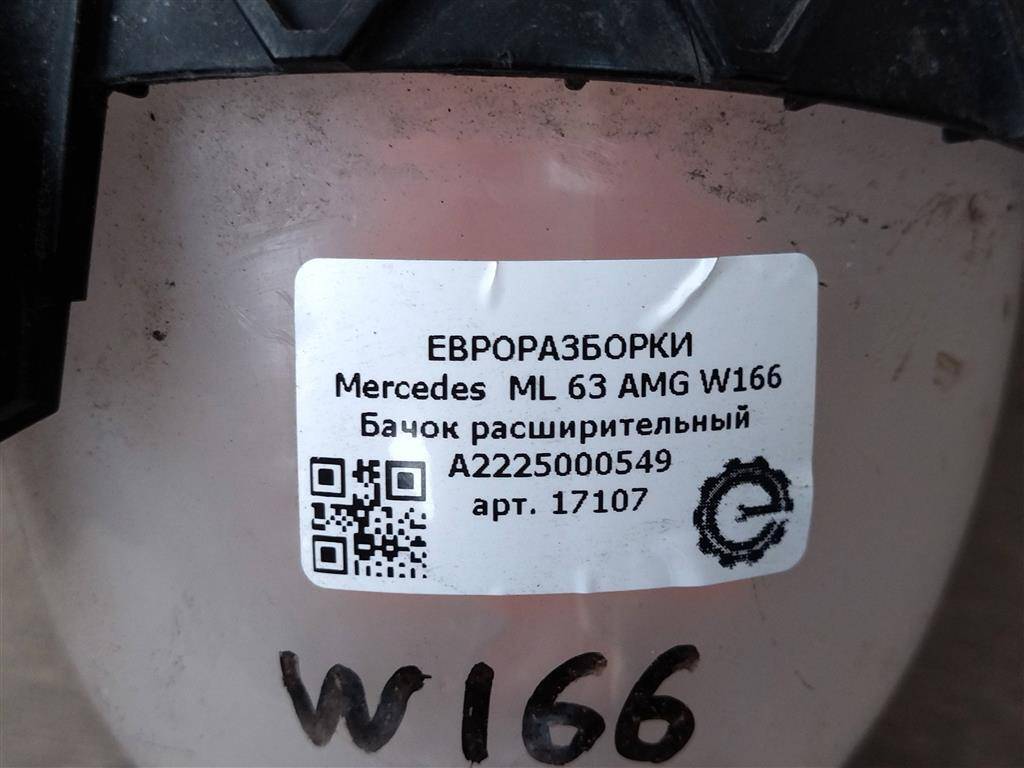 ЕВРОРАЗБОРКИ
Mercedes ML 63 AMG W166
Бачок расширительный
A2225000549
арт. 17107
W166